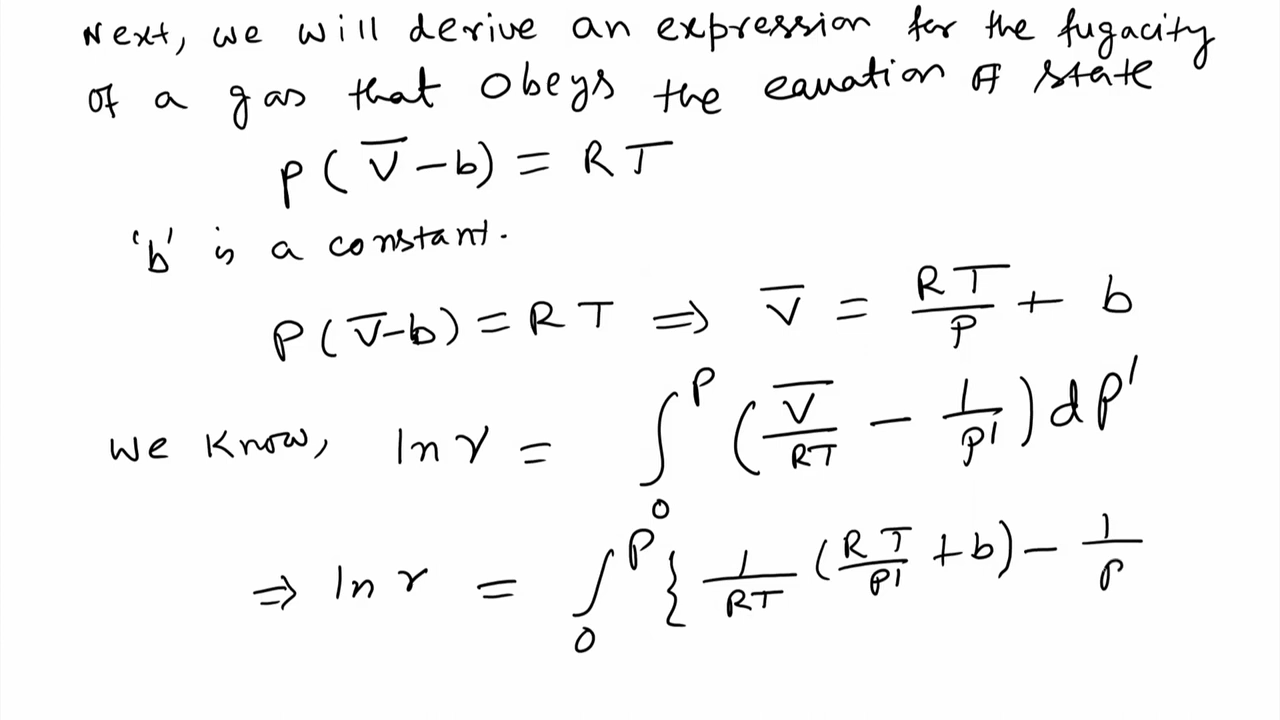 Next, we will derive an expression for the fugacity
of a gas that obeys the equation of state
P(V̅-b) = RT
'b' is a constant.
P(V̅-b) = RT ⇒ V̅ = RT/P + b
We know, ln γ = ∫₀^P (V̅/RT - 1/P') dP'
⇒ ln γ = ∫₀^P { 1/RT (RT/P' + b) - 1/P